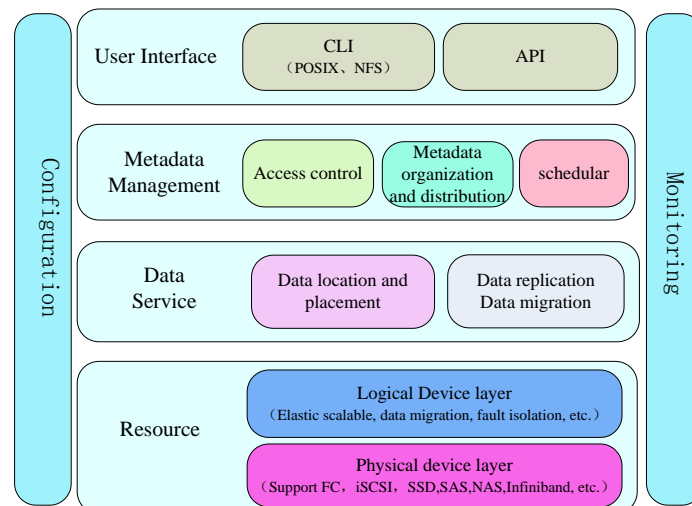 Configuration
User Interface
CLI
（POSIX、NFS）
API
Metadata
Management
Access control
Metadata
organization
and distribution
schedular
Data
Service
Data location and
placement
Data replication
Data migration
Resource
Logical Device layer
（Elastic scalable, data migration, fault isolation, etc.）
Physical device layer
（Support FC，iSCSI，SSD,SAS,NAS,Infiniband, etc.）
Monitoring